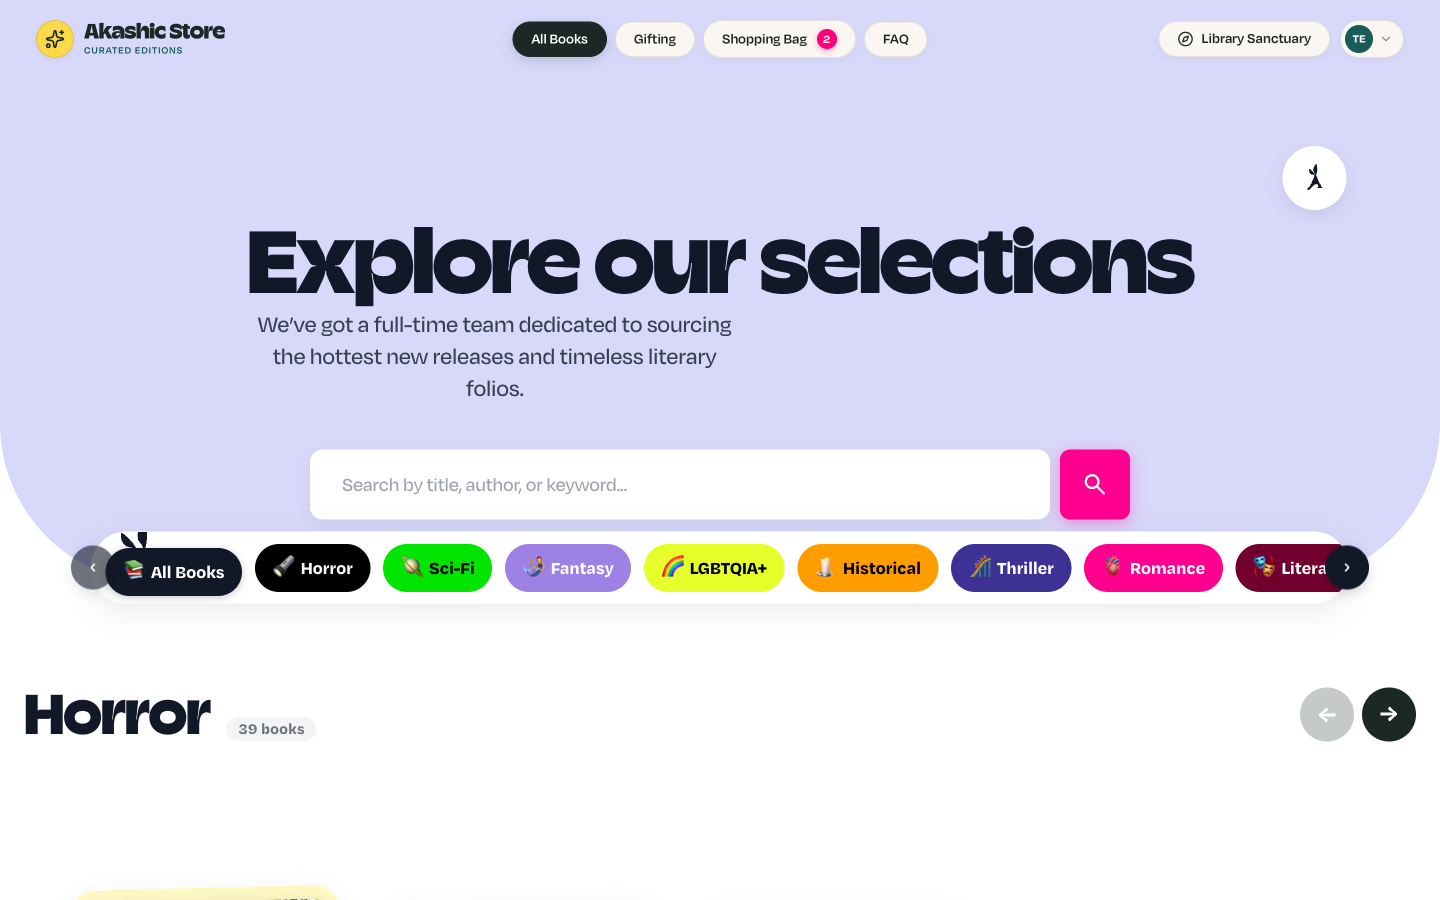 Akashic Store
CURATED EDITIONS
All Books
Gifting
Shopping Bag 2
FAQ
Library Sanctuary
TE
Explore our selections
We've got a full-time team dedicated to sourcing
the hottest new releases and timeless literary
folios.
Search by title, author, or keyword...
All Books
Horror
Sci-Fi
Fantasy
LGBTQIA+
Historical
Thriller
Romance
Litera
Horror
39 books